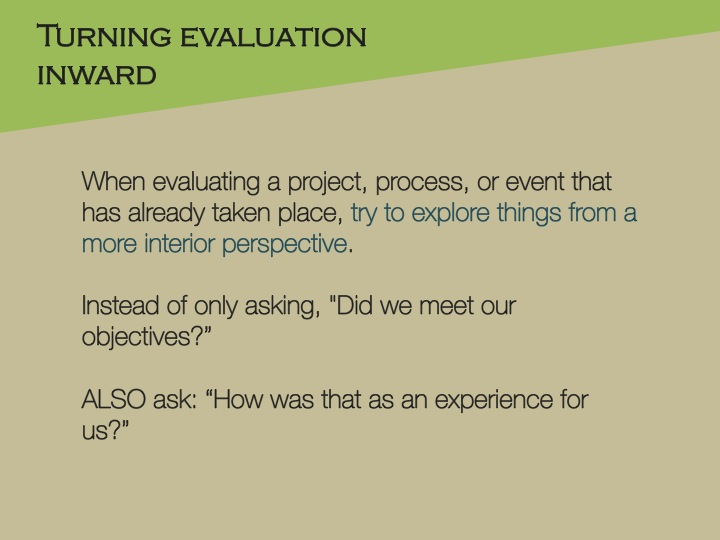 Turning evaluation
inward
When evaluating a project, process, or event that
has already taken place, try to explore things from a
more interior perspective.
Instead of only asking, "Did we meet our
objectives?”
ALSO ask: “How was that as an experience for
us?”